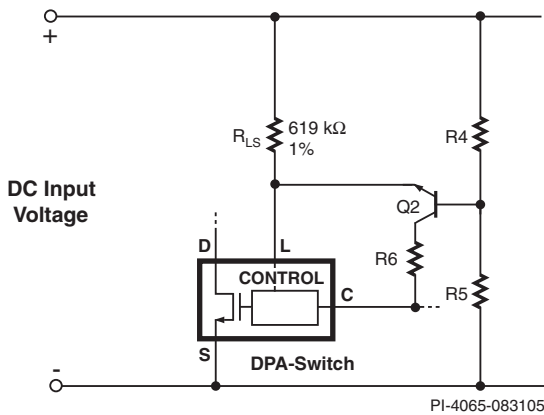 +
R_LS
619 kΩ
1%
R4
DC Input
Voltage
Q2
D
L
R6
CONTROL
C
R5
S
DPA-Switch
-
PI-4065-083105